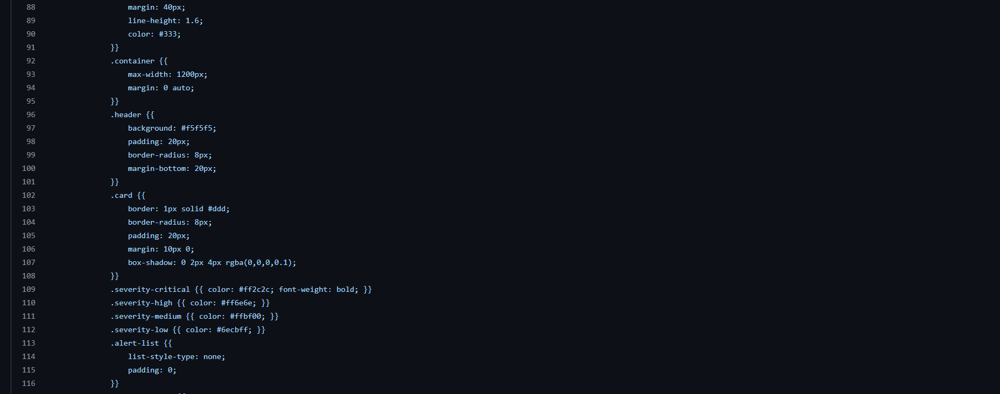 88 margin: 40px;
89 line-height: 1.6;
90 color: #333;
91 }}
92 .container {{
93 max-width: 1200px;
94 margin: 0 auto;
95 }}
96 .header {{
97 background: #f5f5f5;
98 padding: 20px;
99 border-radius: 8px;
100 margin-bottom: 20px;
101 }}
102 .card {{
103 border: 1px solid #ddd;
104 border-radius: 8px;
105 padding: 20px;
106 margin: 10px 0;
107 box-shadow: 0 2px 4px rgba(0,0,0,0.1);
108 }}
109 .severity-critical {{ color: #ff2c2c; font-weight: bold; }}
110 .severity-high {{ color: #ff6e6e; }}
111 .severity-medium {{ color: #ffbf00; }}
112 .severity-low {{ color: #6ecbff; }}
113 .alert-list {{
114 list-style-type: none;
115 padding: 0;
116 }}